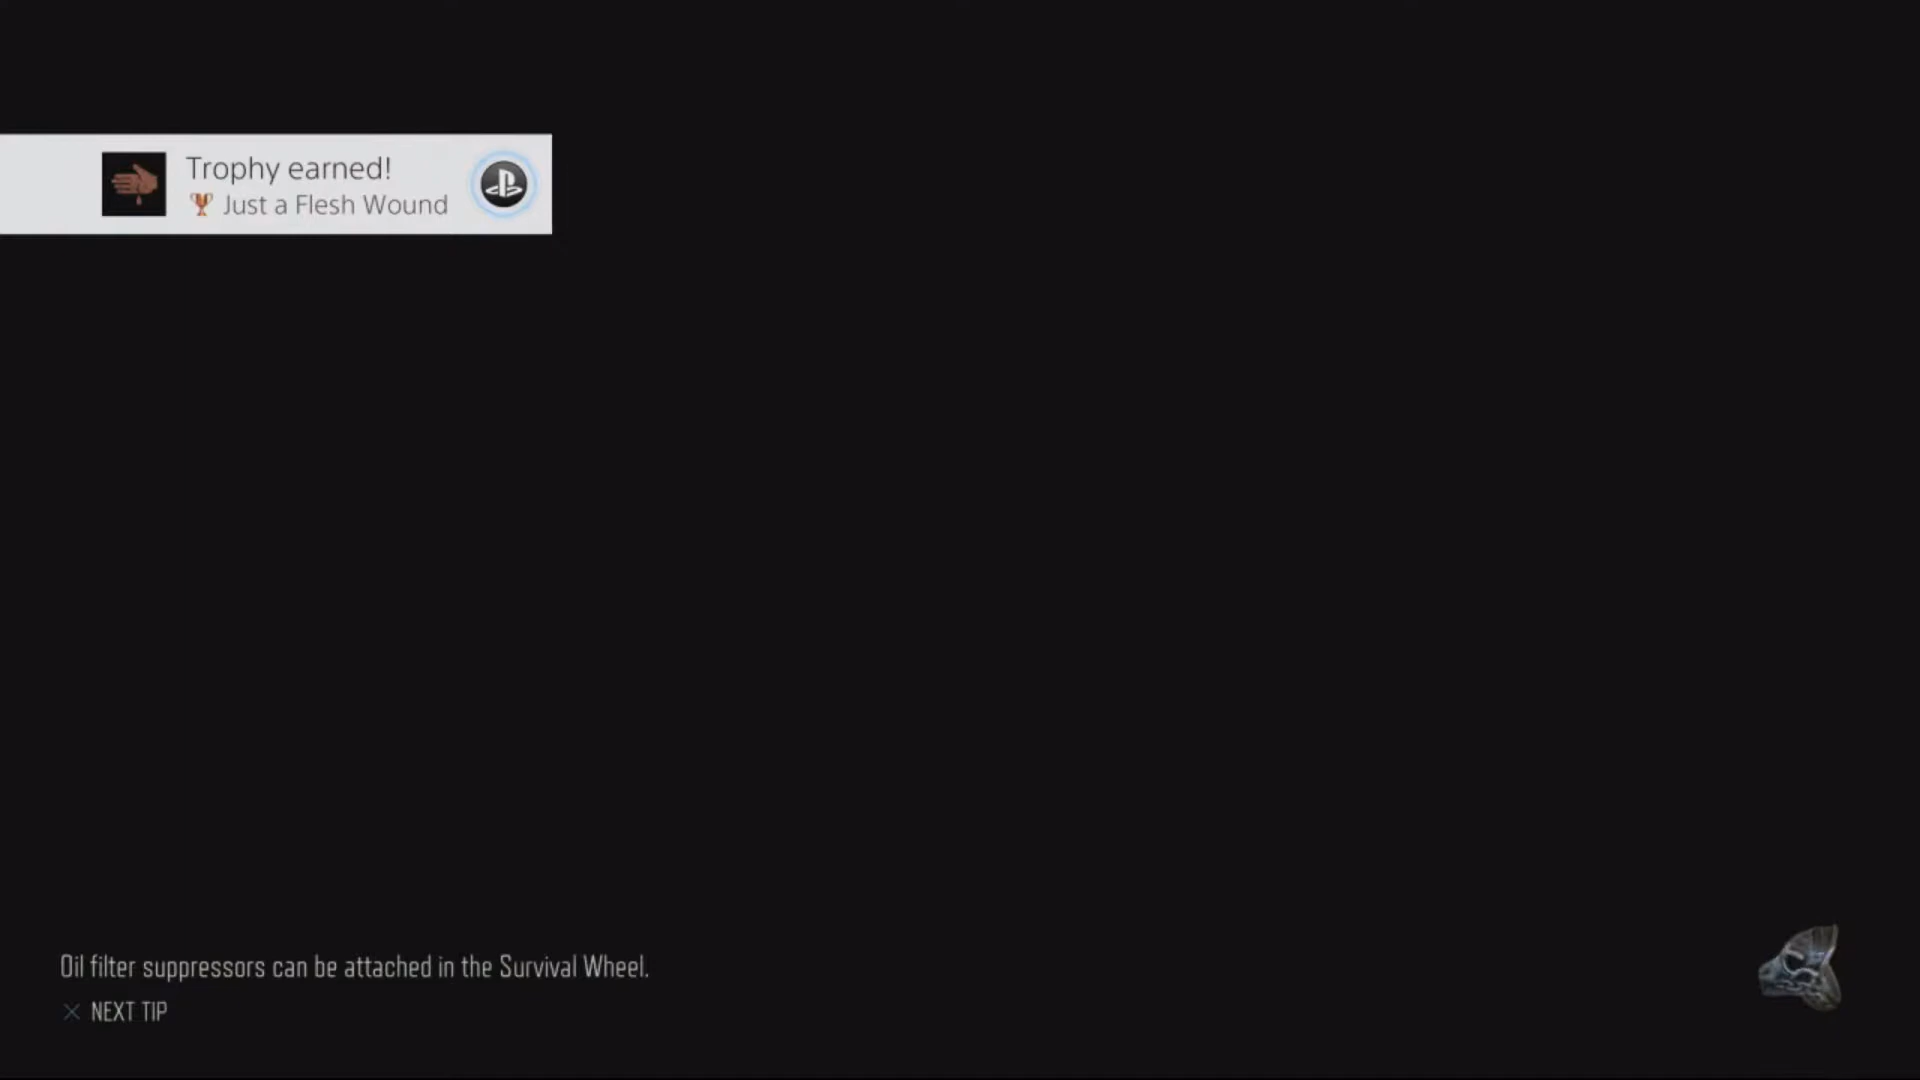 Trophy earned!
Just a Flesh Wound
Oil filter suppressors can be attached in the Survival Wheel.
NEXT TIP